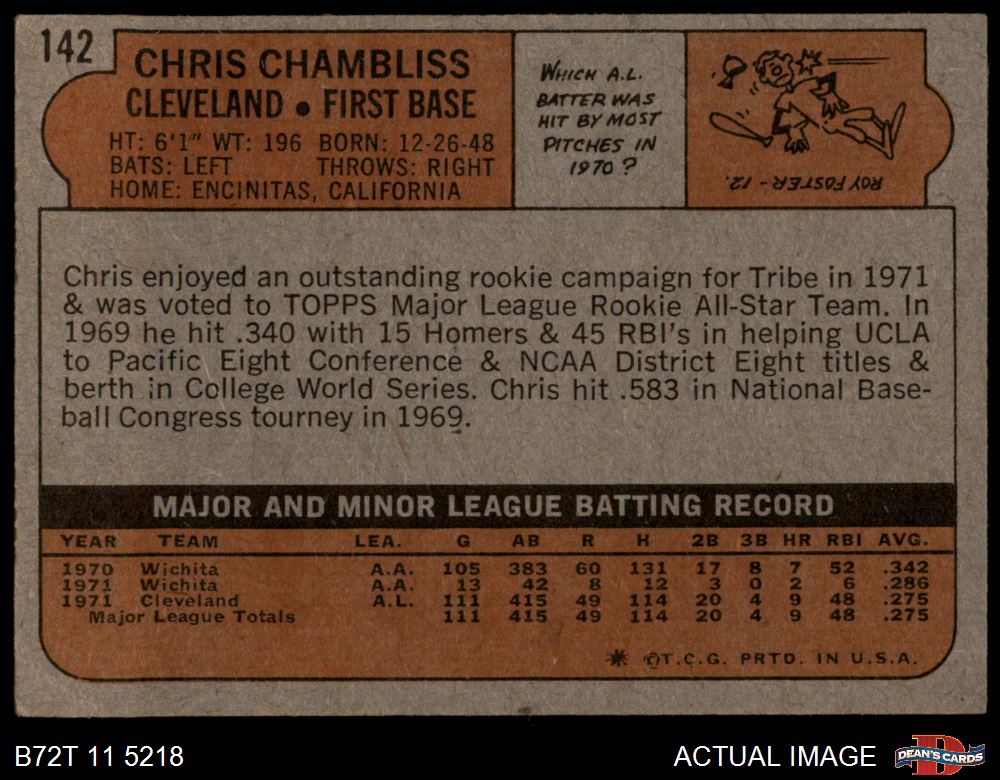 142
CHRIS CHAMBLISS
CLEVELAND • FIRST BASE
HT: 6'1" WT: 196 BORN: 12-26-48
BATS: LEFT THROWS: RIGHT
HOME: ENCINITAS, CALIFORNIA
WHICH A.L.
BATTER WAS
HIT BY MOST
PITCHES IN
1970?
ROY FOSTER - 12.
Chris enjoyed an outstanding rookie campaign for Tribe in 1971
& was voted to TOPPS Major League Rookie All-Star Team. In
1969 he hit .340 with 15 Homers & 45 RBI's in helping UCLA
to Pacific Eight Conference & NCAA District Eight titles &
berth in College World Series. Chris hit .583 in National Base-
ball Congress tourney in 1969.
MAJOR AND MINOR LEAGUE BATTING RECORD
YEAR TEAM LEA. G AB R H 2B 3B HR RBI AVG.
1970 Wichita A.A. 105 383 60 131 17 8 7 52 .342
1971 Wichita A.A. 13 42 8 12 3 0 2 6 .286
1971 Cleveland A.L. 111 415 49 114 20 4 9 48 .275
Major League Totals 111 415 49 114 20 4 9 48 .275
* ©T.C.G. PRTD. IN U.S.A.
B72T 11 5218
ACTUAL IMAGE
DEAN'S CARDS